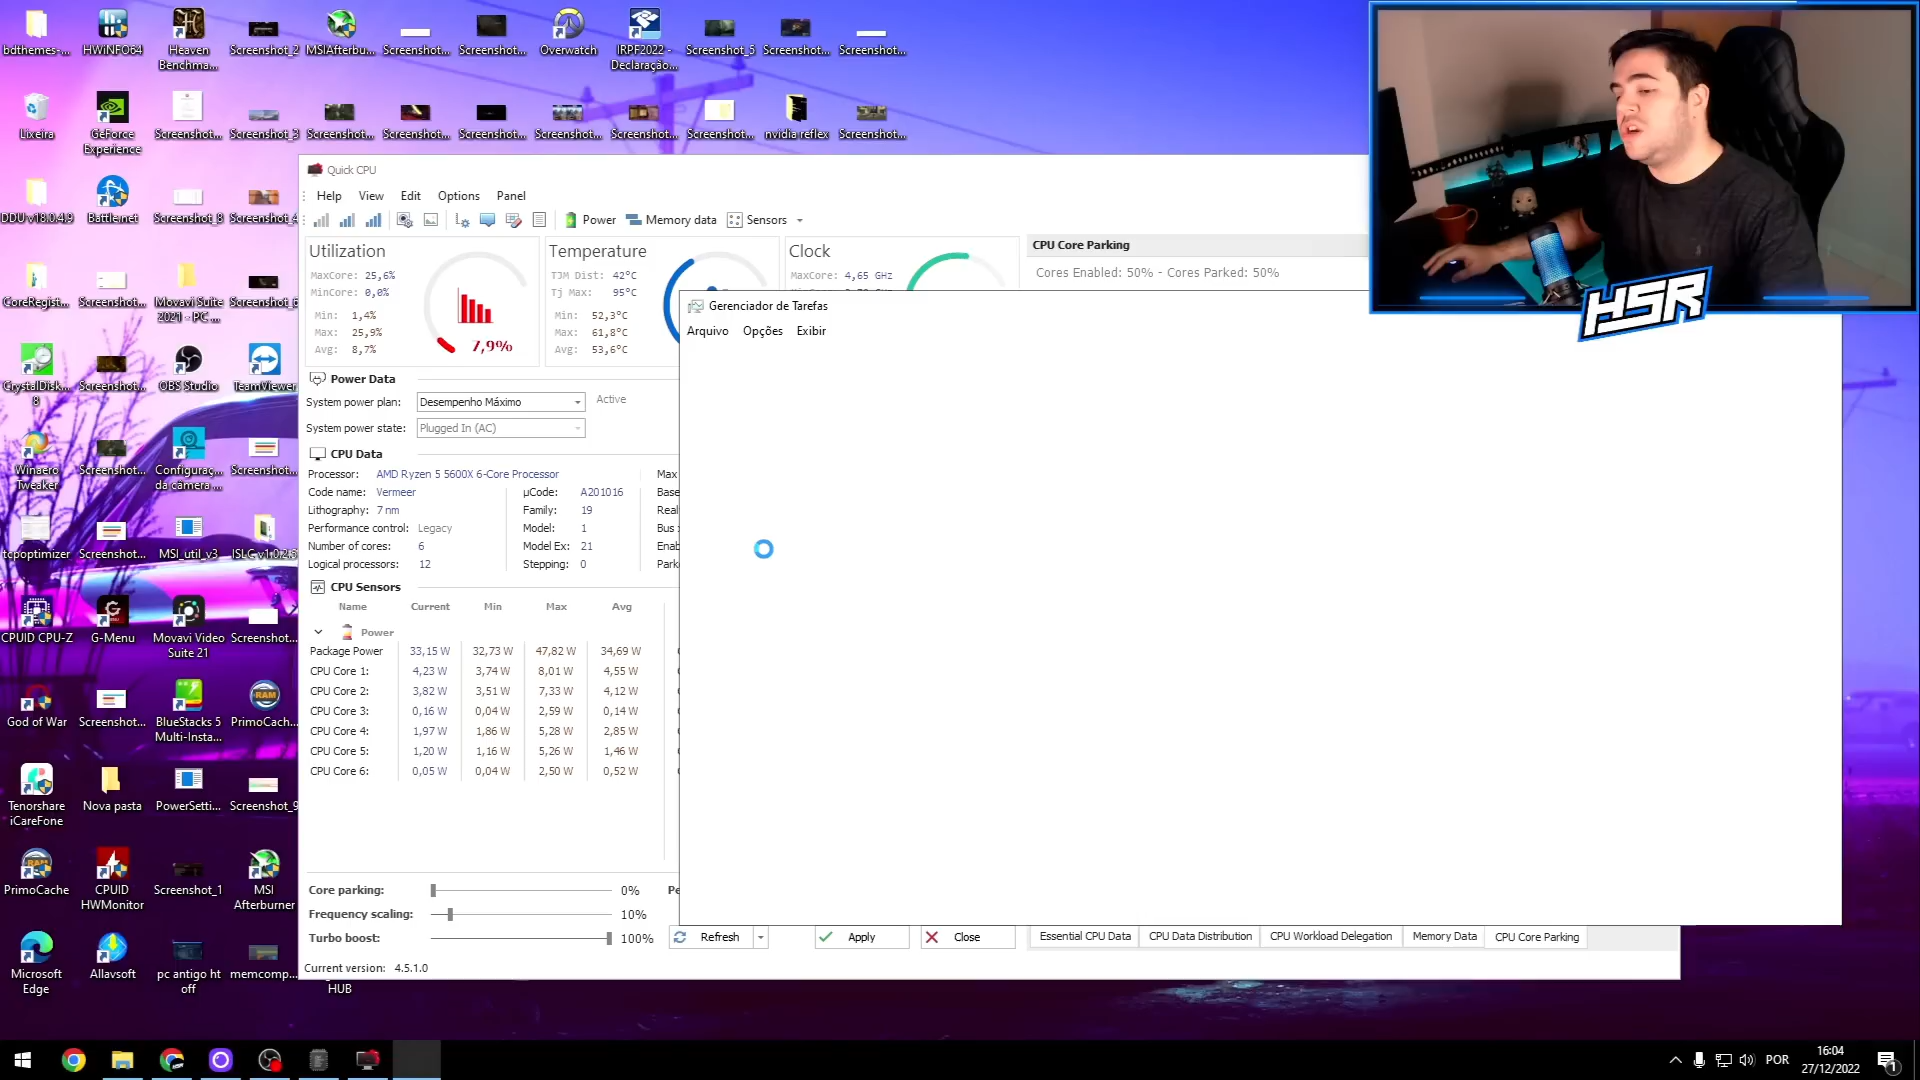 bdthemes-...
HWiNFO64
Heaven
Benchma...
Screenshot_2
MSIAfterbu...
Screenshot...
Screenshot...
Overwatch
IRPF2022 -
Declaração...
Screenshot_5
Screenshot...
Screenshot...
Lixeira
GeForce
Experience
Screenshot...
Screenshot_3
Screenshot...
Screenshot...
Screenshot...
Screenshot...
Screenshot...
Screenshot...
nvidia reflex
Screenshot...
DDU v18.0.4.9
Battle.net
Screenshot_8
Screenshot_4
CoreRegist...
Screenshot...
Movavi Suite
2021 - PC ...
Screenshot_6
CrystalDisk...
8
Screenshot...
OBS Studio
TeamViewer
Winaero
Tweaker
Screenshot...
Configuraç...
da câmera ...
Screenshot...
tcpoptimizer
Screenshot...
MSI_util_v3
ISLC v1.0.2.3
CPUID CPU-Z
G-Menu
Movavi Video
Suite 21
Screenshot...
God of War
Screenshot...
BlueStacks 5
Multi-Insta...
PrimoCach...
Tenorshare
iCareFone
Nova pasta
PowerSetti...
Screenshot_9
PrimoCache
CPUID
HWMonitor
Screenshot_1
MSI
Afterburner
Microsoft
Edge
Allavsoft
pc antigo ht
off
memcomp...
HUB
Quick CPU
Help View Edit Options Panel
Power Memory data Sensors
Utilization
MaxCore: 25,6%
MinCore: 0,0%
Min: 1,4%
Max: 25,9%
Avg: 8,7%
7,9%
Temperature
TJM Dist: 42°C
Tj Max: 95°C
Min: 52,3°C
Max: 61,8°C
Avg: 53,6°C
Clock
MaxCore: 4,65 GHz
CPU Core Parking
Cores Enabled: 50% - Cores Parked: 50%
Gerenciador de Tarefas
Arquivo Opções Exibir
Power Data
System power plan: Desempenho Máximo Active
System power state: Plugged In (AC)
CPU Data
Processor: AMD Ryzen 5 5600X 6-Core Processor Max
Code name: Vermeer µCode: A201016 Base
Lithography: 7 nm Family: 19 Real
Performance control: Legacy Model: 1 Bus
Number of cores: 6 Model Ex: 21 Enab
Logical processors: 12 Stepping: 0 Park
CPU Sensors
Name Current Min Max Avg
Power
Package Power 33,15 W 32,73 W 47,82 W 34,69 W
CPU Core 1: 4,23 W 3,74 W 8,01 W 4,55 W
CPU Core 2: 3,82 W 3,51 W 7,33 W 4,12 W
CPU Core 3: 0,16 W 0,04 W 2,59 W 0,14 W
CPU Core 4: 1,97 W 1,86 W 5,28 W 2,85 W
CPU Core 5: 1,20 W 1,16 W 5,26 W 1,46 W
CPU Core 6: 0,05 W 0,04 W 2,50 W 0,52 W
Core parking: 0% Pe
Frequency scaling: 10%
Turbo boost: 100%
Refresh Apply Close
Essential CPU Data CPU Data Distribution CPU Workload Delegation Memory Data CPU Core Parking
Current version: 4.5.1.0
HSR
POR
16:04
27/12/2022
1